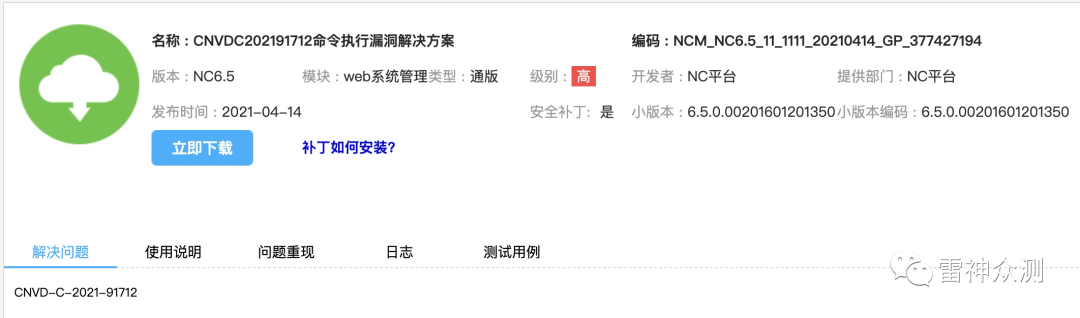 名称：CNVDC202191712命令执行漏洞解决方案 编码：NCM_NC6.5_11_1111_20210414_GP_377427194
版本：NC6.5 模块：web系统管理 类型：通版 级别：高 开发者：NC平台 提供部门：NC平台
发布时间：2021-04-14 安全补丁: 是 小版本：6.5.0.00201601201350 小版本编码：6.5.0.00201601201350
立即下载 补丁如何安装?
解决问题 使用说明 问题重现 日志 测试用例
雷神众测
CNVD-C-2021-91712